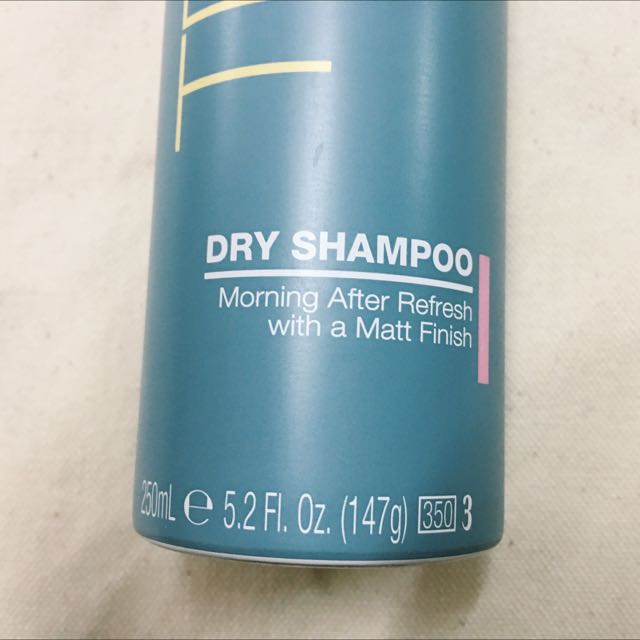 DRY SHAMPOO
Morning After Refresh
with a Matt Finish
250mL ℮ 5.2 Fl. Oz. (147g) 350 3